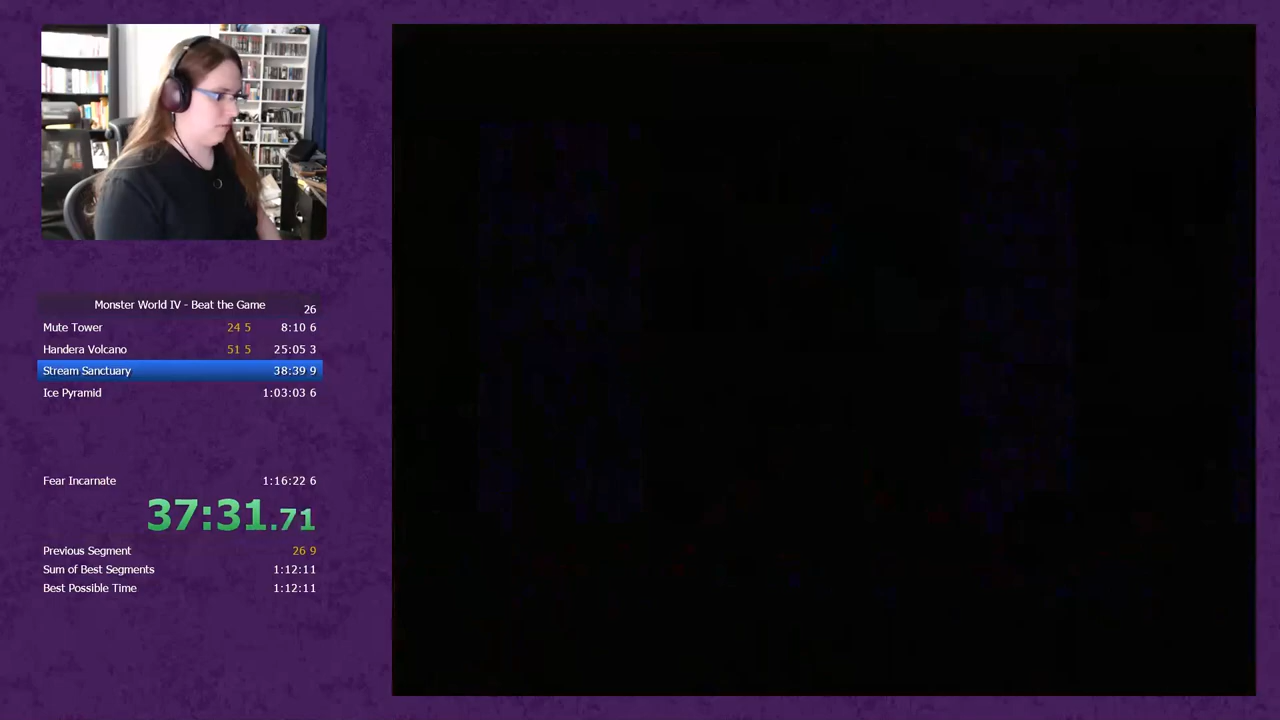 Monster World IV - Beat the Game
26
Mute Tower 24 5 8:10 6
Handera Volcano 51 5 25:05 3
Stream Sanctuary 38:39 9
Ice Pyramid 1:03:03 6
Fear Incarnate 1:16:22 6
37:31.71
Previous Segment 26 9
Sum of Best Segments 1:12:11
Best Possible Time 1:12:11